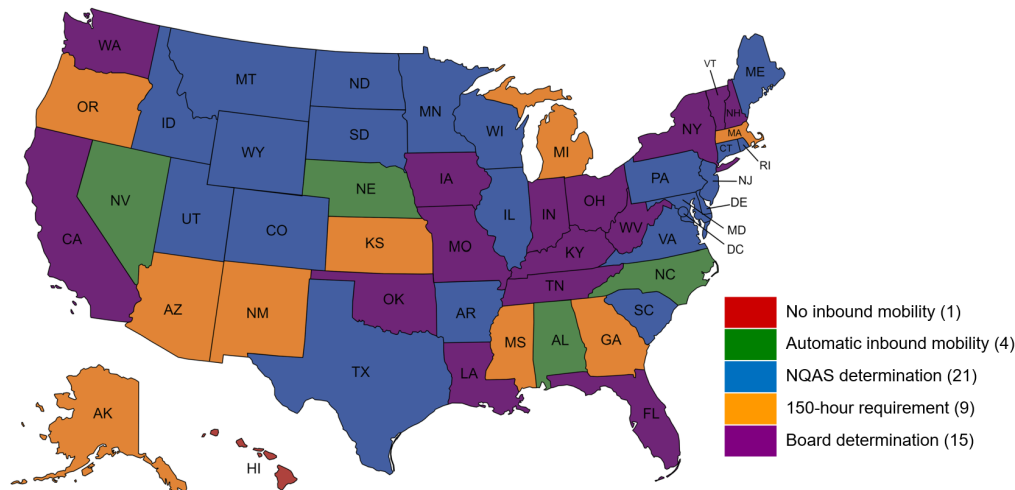 VT
ME
WA
MT
ND
MN
OR
NH
ID
WI
NY
MA
SD
CT
WY
MI
RI
IA
PA
NJ
NE
NV
OH
DE
UT
IL
IN
CO
WV
MD
CA
KS
MO
VA
KY
DC
NC
TN
OK
AZ
NM
AR
SC
MS
AL
GA
TX
LA
FL
AK
HI
No inbound mobility (1)
Automatic inbound mobility (4)
NQAS determination (21)
150-hour requirement (9)
Board determination (15)